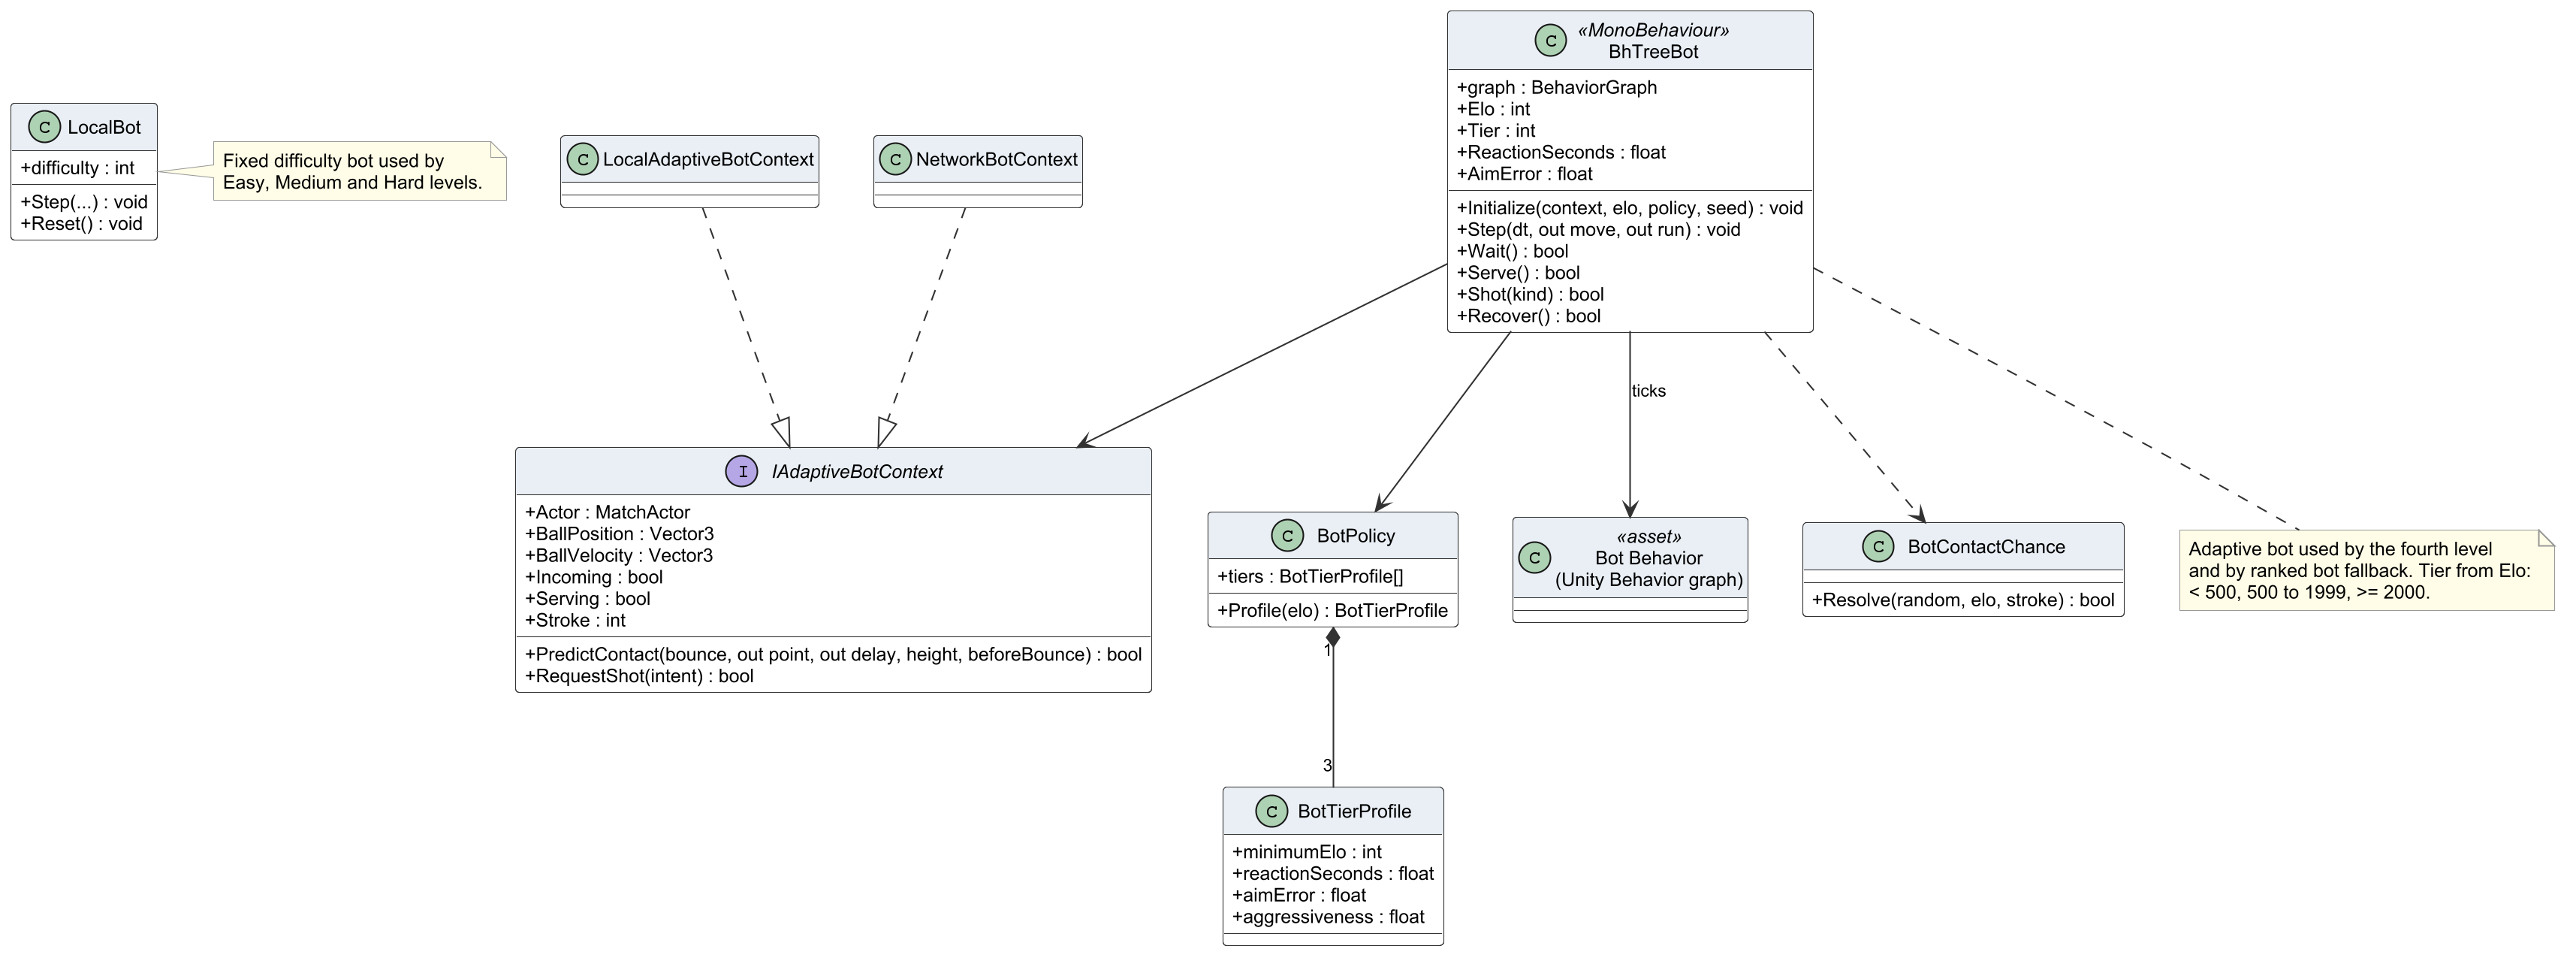 C LocalBot
+difficulty : int
+Step(...) : void
+Reset() : void
Fixed difficulty bot used by
Easy, Medium and Hard levels.
C LocalAdaptiveBotContext
C NetworkBotContext
«MonoBehaviour»
C BhTreeBot
+graph : BehaviorGraph
+Elo : int
+Tier : int
+ReactionSeconds : float
+AimError : float
+Initialize(context, elo, policy, seed) : void
+Step(dt, out move, out run) : void
+Wait() : bool
+Serve() : bool
+Shot(kind) : bool
+Recover() : bool
ticks
I IAdaptiveBotContext
+Actor : MatchActor
+BallPosition : Vector3
+BallVelocity : Vector3
+Incoming : bool
+Serving : bool
+Stroke : int
+PredictContact(bounce, out point, out delay, height, beforeBounce) : bool
+RequestShot(intent) : bool
C BotPolicy
+tiers : BotTierProfile[]
+Profile(elo) : BotTierProfile
«asset»
C Bot Behavior
(Unity Behavior graph)
C BotContactChance
+Resolve(random, elo, stroke) : bool
Adaptive bot used by the fourth level
and by ranked bot fallback. Tier from Elo:
< 500, 500 to 1999, >= 2000.
1
3
C BotTierProfile
+minimumElo : int
+reactionSeconds : float
+aimError : float
+aggressiveness : float